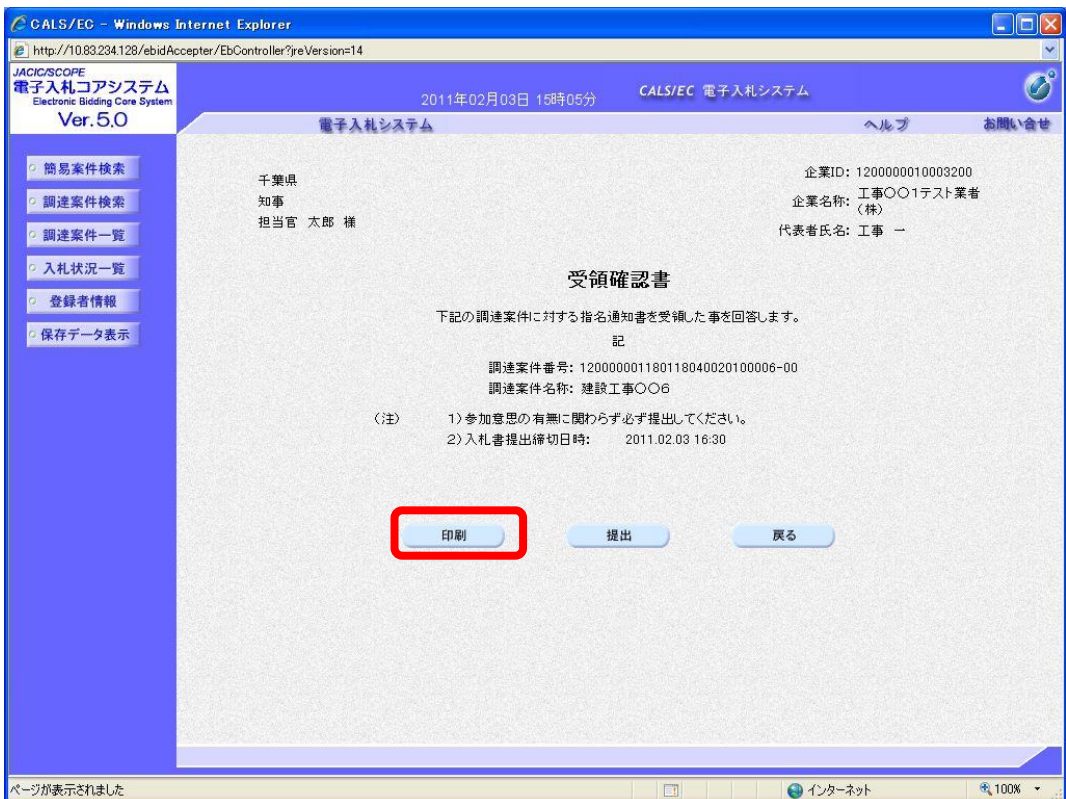 CALS/EC - Windows Internet Explorer
http://10.83.234.128/ebidAccepter/EbController?jreVersion=14
JACIC/SCOPE
電子入札コアシステム
Electronic Bidding Core System
Ver.5.0
2011年02月03日 15時05分
CALS/EC 電子入札システム
電子入札システム
ヘルプ
お問い合せ
簡易案件検索
調達案件検索
調達案件一覧
入札状況一覧
登録者情報
保存データ表示
千葉県
知事
担当官 太郎 様
企業ID: 1200000010003200
企業名称: 工事〇〇1テスト業者
(株)
代表者氏名: 工事 一
受領確認書
下記の調達案件に対する指名通知書を受領した事を回答します。
記
調達案件番号: 120000001180118040020100006-00
調達案件名称: 建設工事〇〇6
(注) 1)参加意思の有無に関わらず必ず提出してください。
2)入札書提出締切日時: 2011.02.03 16:30
印刷
提出
戻る
ページが表示されました
インターネット
100%